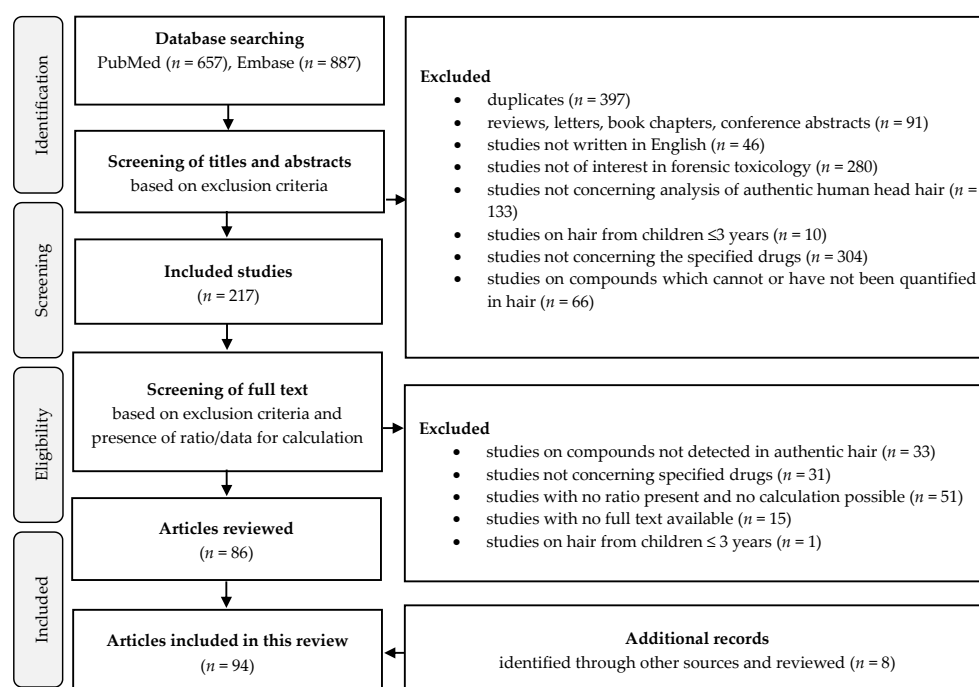 Identification
Database searching
PubMed (n = 657), Embase (n = 887)
Screening of titles and abstracts
based on exclusion criteria
Excluded
• duplicates (n = 397)
• reviews, letters, book chapters, conference abstracts (n = 91)
• studies not written in English (n = 46)
• studies not of interest in forensic toxicology (n = 280)
• studies not concerning analysis of authentic human head hair (n =
133)
• studies on hair from children ≤3 years (n = 10)
• studies not concerning the specified drugs (n = 304)
• studies on compounds which cannot or have not been quantified
in hair (n = 66)
Screening
Included studies
(n = 217)
Eligibility
Screening of full text
based on exclusion criteria and
presence of ratio/data for calculation
Excluded
• studies on compounds not detected in authentic hair (n = 33)
• studies not concerning specified drugs (n = 31)
• studies with no ratio present and no calculation possible (n = 51)
• studies with no full text available (n = 15)
• studies on hair from children ≤ 3 years (n = 1)
Articles reviewed
(n = 86)
Included
Articles included in this review
(n = 94)
Additional records
identified through other sources and reviewed (n = 8)